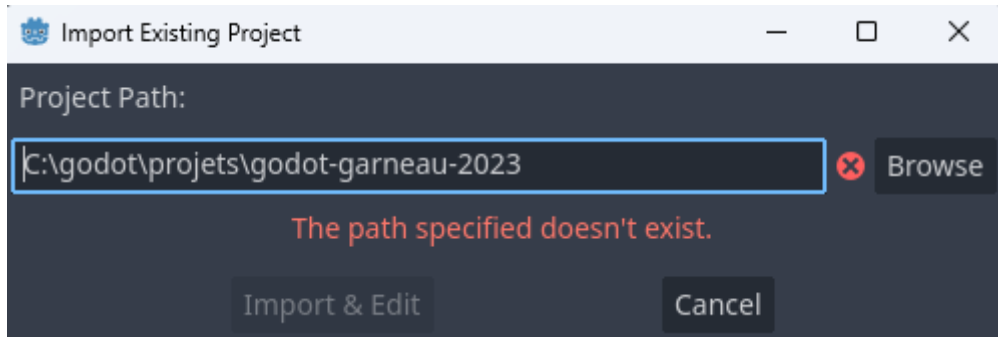 Import Existing Project
Project Path:
C:\godot\projets\godot-garneau-2023
Browse
The path specified doesn't exist.
Import & Edit
Cancel